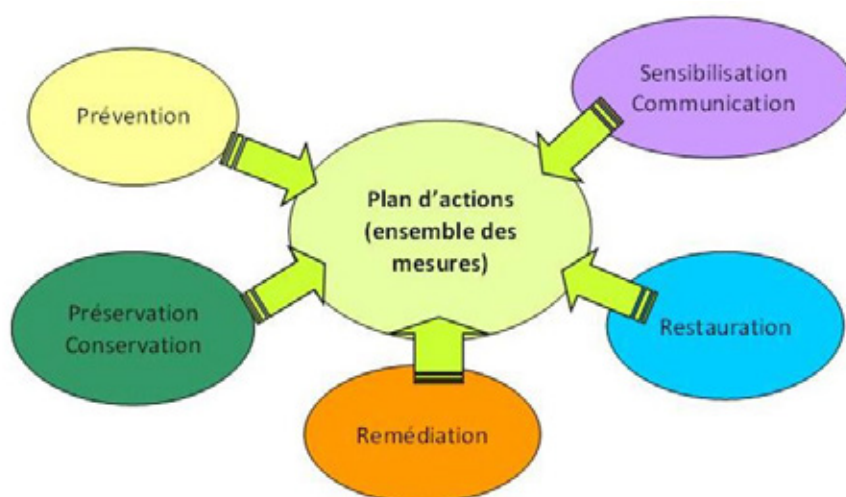 Prévention
Sensibilisation
Communication
Plan d’actions
(ensemble des
mesures)
Préservation
Conservation
Restauration
Remédiation